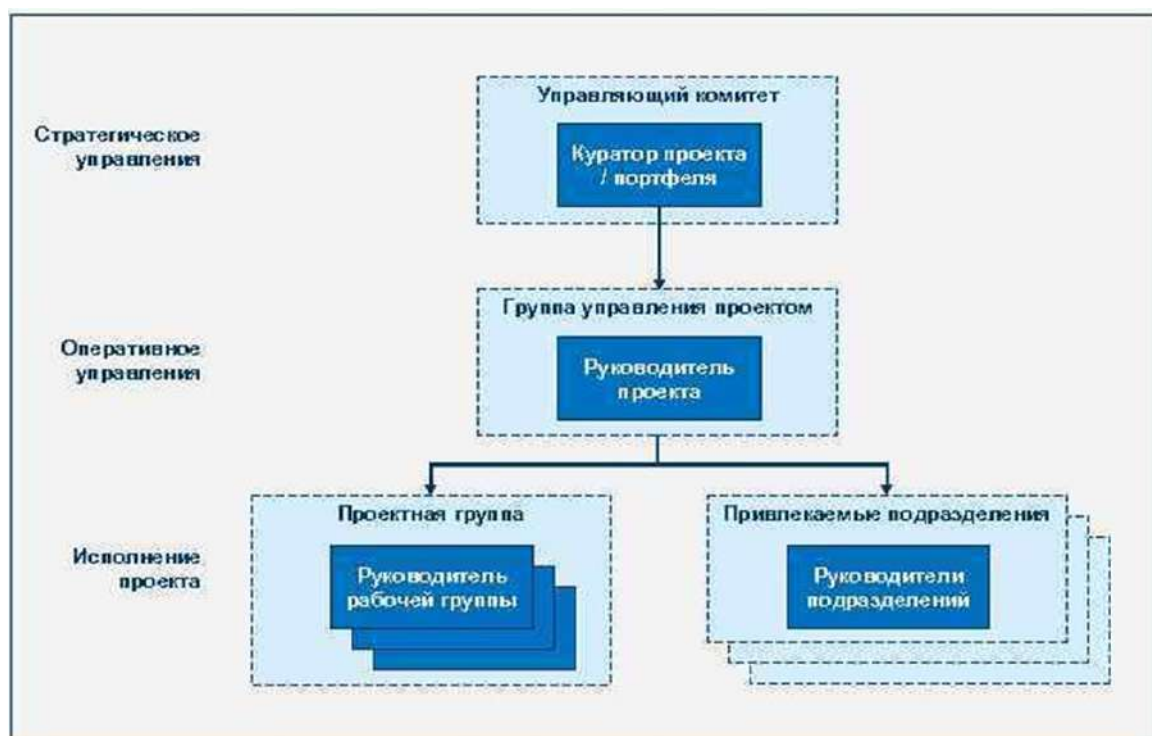 Управляющий комитет
Стратегическое
управления
Куратор проекта
/ портфеля
Группа управления проектом
Оперативное
управления
Руководитель
проекта
Проектная группа
Привлекаемые подразделения
Исполнение
проекта
Руководитель
рабочей группы
Руководители
подразделений